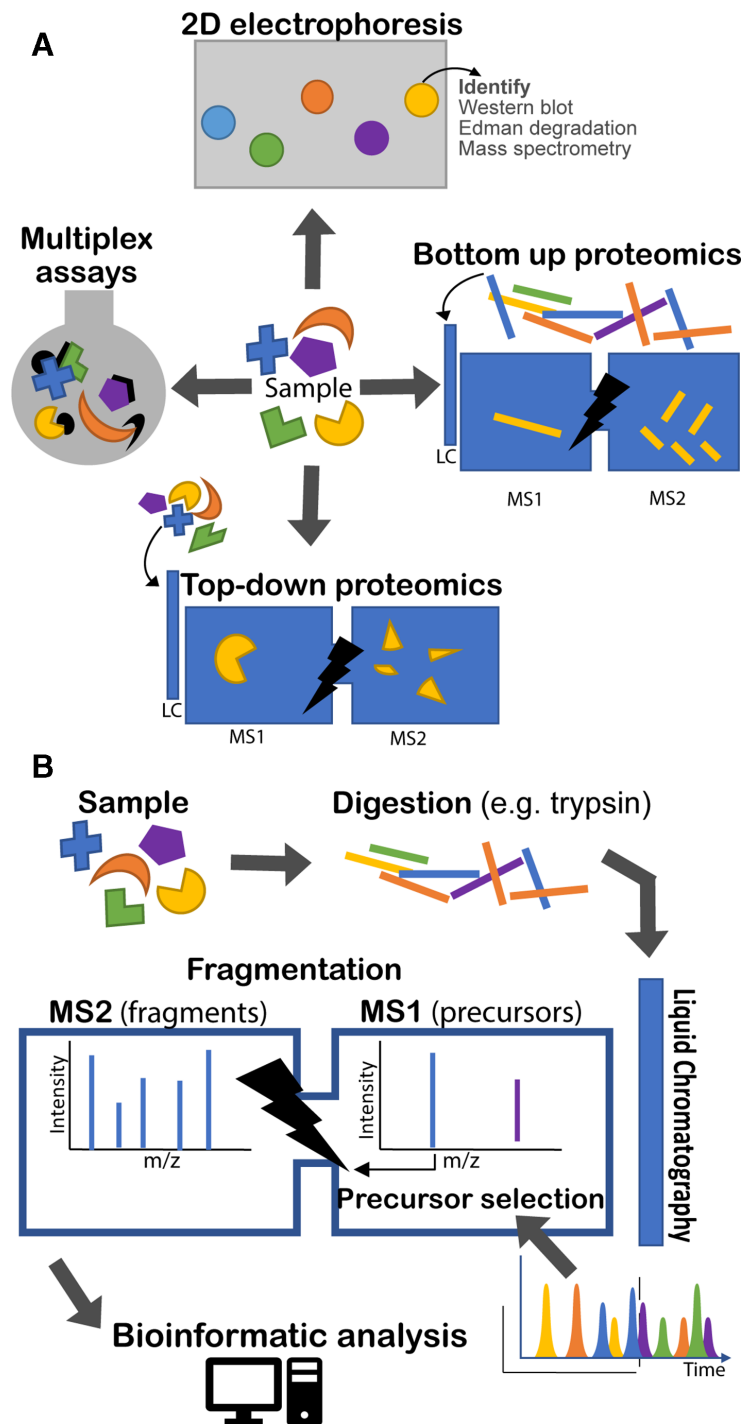 A
2D electrophoresis
Identify
Western blot
Edman degradation
Mass spectrometry
Multiplex
assays
Bottom up proteomics
Sample
LC
MS1
MS2
Top-down proteomics
LC
MS1
MS2
B
Sample
Digestion (e.g. trypsin)
Fragmentation
MS2 (fragments)
MS1 (precursors)
Intensity
m/z
Intensity
m/z
Precursor selection
Liquid Chromatography
Time
Bioinformatic analysis